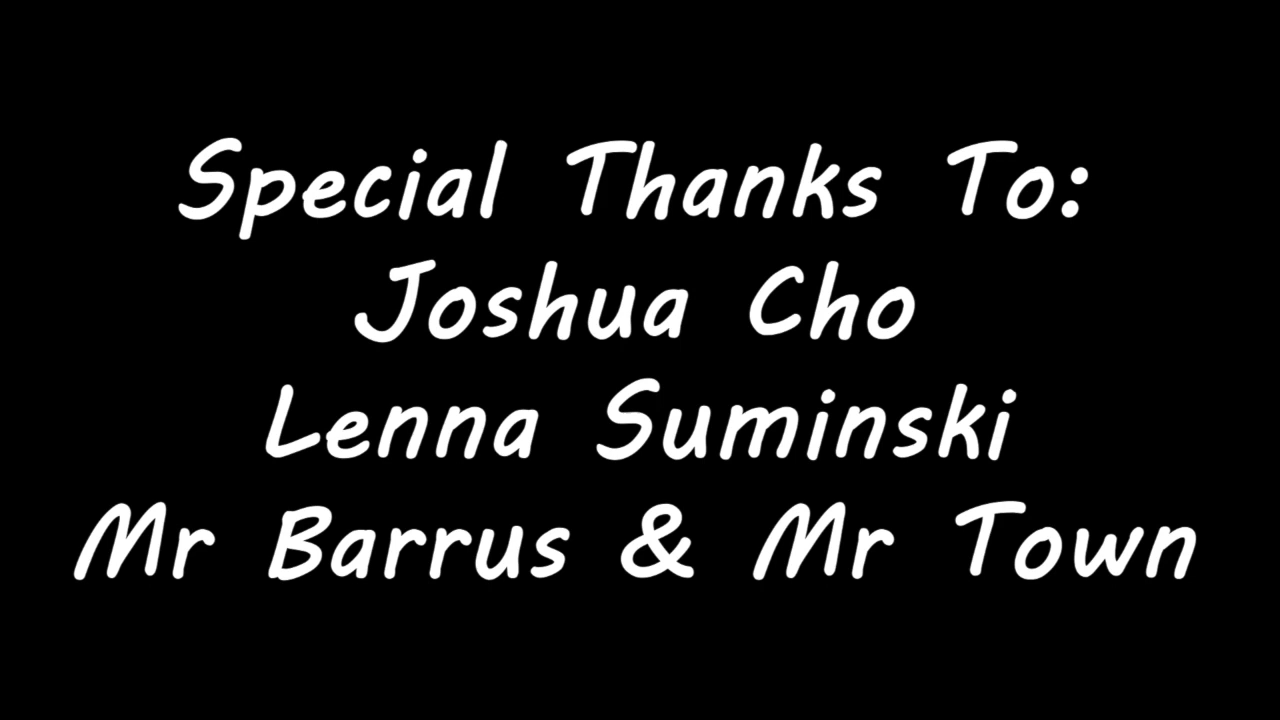 Special Thanks To:
Joshua Cho
Lenna Suminski
Mr Barrus & Mr Town